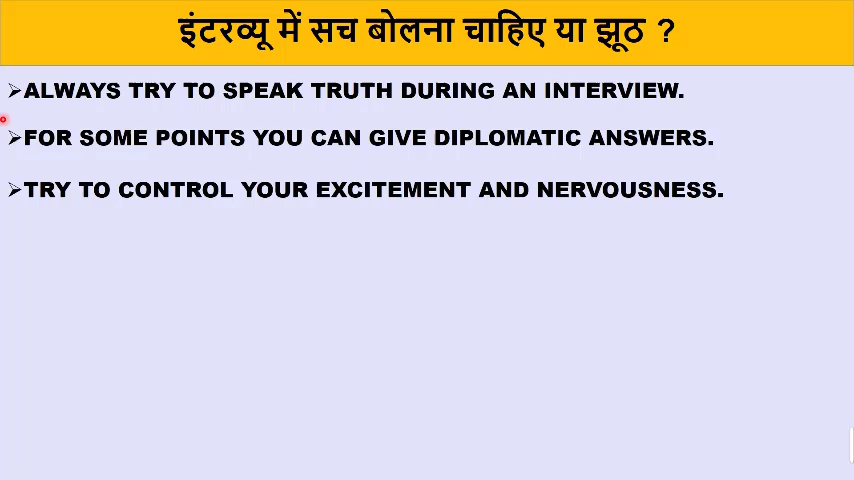 इंटरव्यू में सच बोलना चाहिए या झूठ ?
➢ALWAYS TRY TO SPEAK TRUTH DURING AN INTERVIEW.
➢FOR SOME POINTS YOU CAN GIVE DIPLOMATIC ANSWERS.
➢TRY TO CONTROL YOUR EXCITEMENT AND NERVOUSNESS.